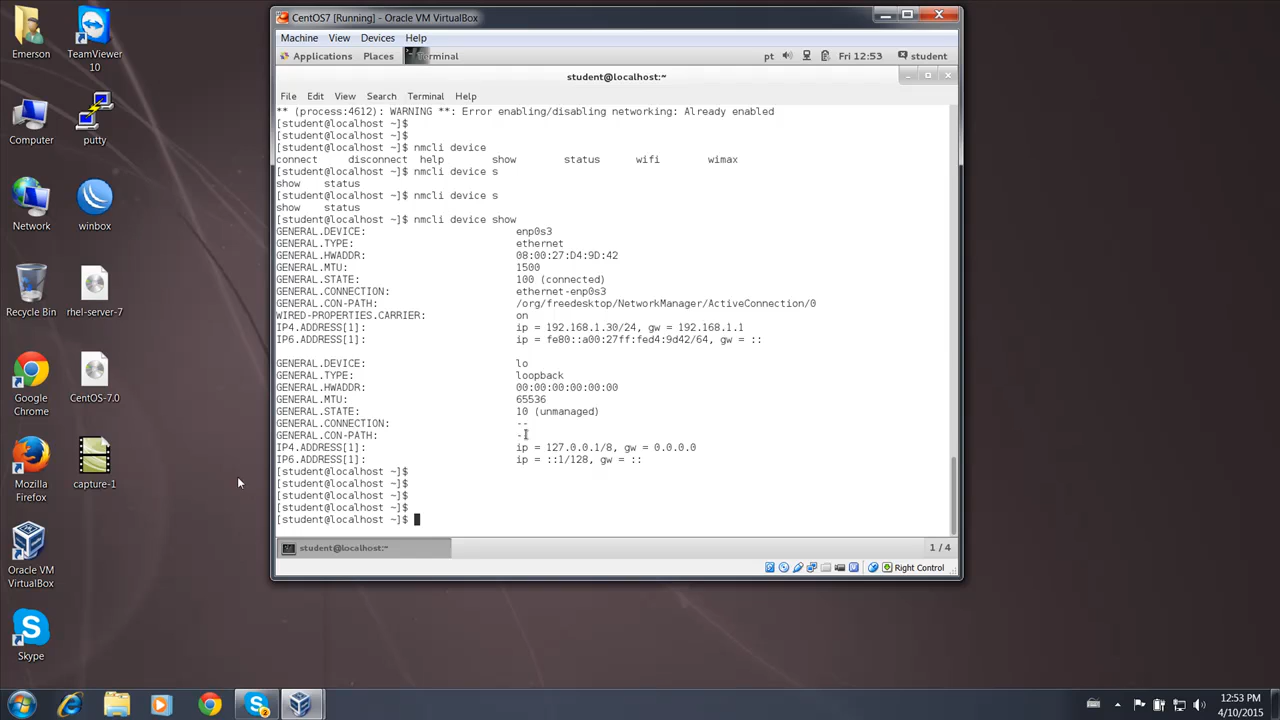 CentOS7 [Running] - Oracle VM VirtualBox
Machine View Devices Help
Applications Places Terminal pt Fri 12:53 student
student@localhost:~
File Edit View Search Terminal Help
** (process:4612): WARNING **: Error enabling/disabling networking: Already enabled
[student@localhost ~]$
[student@localhost ~]$
[student@localhost ~]$ nmcli device
connect disconnect help show status wifi wimax
[student@localhost ~]$ nmcli device s
show status
[student@localhost ~]$ nmcli device s
show status
[student@localhost ~]$ nmcli device show
GENERAL.DEVICE: enp0s3
GENERAL.TYPE: ethernet
GENERAL.HWADDR: 08:00:27:D4:9D:42
GENERAL.MTU: 1500
GENERAL.STATE: 100 (connected)
GENERAL.CONNECTION: ethernet-enp0s3
GENERAL.CON-PATH: /org/freedesktop/NetworkManager/ActiveConnection/0
WIRED-PROPERTIES.CARRIER: on
IP4.ADDRESS[1]: ip = 192.168.1.30/24, gw = 192.168.1.1
IP6.ADDRESS[1]: ip = fe80::a00:27ff:fed4:9d42/64, gw = ::
GENERAL.DEVICE: lo
GENERAL.TYPE: loopback
GENERAL.HWADDR: 00:00:00:00:00:00
GENERAL.MTU: 65536
GENERAL.STATE: 10 (unmanaged)
GENERAL.CONNECTION: --
GENERAL.CON-PATH: --
IP4.ADDRESS[1]: ip = 127.0.0.1/8, gw = 0.0.0.0
IP6.ADDRESS[1]: ip = ::1/128, gw = ::
[student@localhost ~]$
[student@localhost ~]$
[student@localhost ~]$
[student@localhost ~]$
[student@localhost ~]$
student@localhost:~ 1 / 4
Right Control
Emerson
TeamViewer
10
Computer
putty
Network
winbox
Recycle Bin
rhel-server-7
Google
Chrome
CentOS-7.0
Mozilla
Firefox
capture-1
Oracle VM
VirtualBox
Skype
2
12:53 PM
4/10/2015